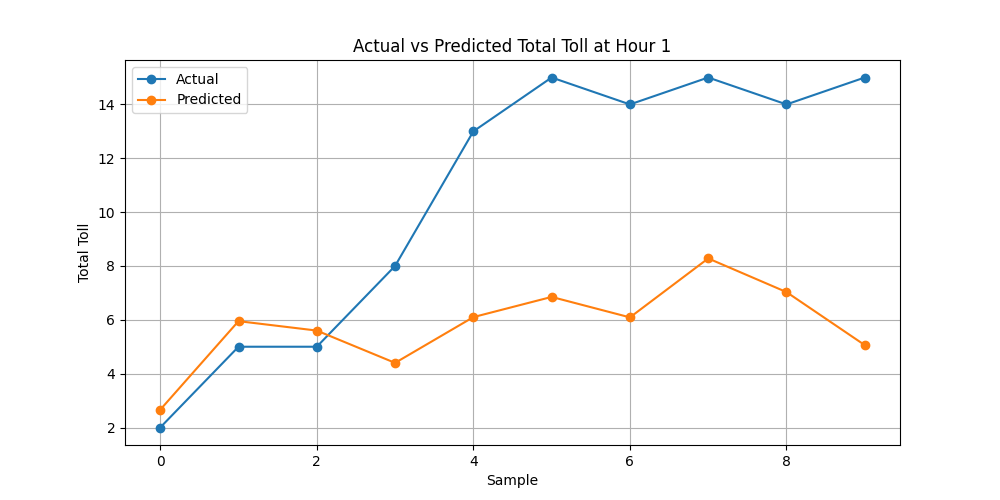 Actual vs Predicted Total Toll at Hour 1
Actual
Predicted
14
12
10
8
6
4
2
Total Toll
0 2 4 6 8
Sample